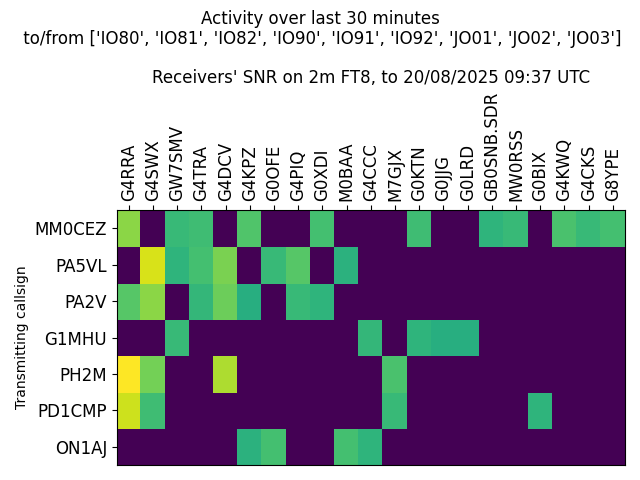 Activity over last 30 minutes
to/from ['IO80', 'IO81', 'IO82', 'IO90', 'IO91', 'IO92', 'JO01', 'JO02', 'JO03']
Receivers' SNR on 2m FT8, to 20/08/2025 09:37 UTC
G4RRA
G4SWX
GW7SMV
G4TRA
G4DCV
G4KPZ
G0OFE
G4PIQ
G0XDI
M0BAA
G4CCC
M7GJX
G0KTN
G0JJG
G0LRD
GB0SNB.SDR
MW0RSS
G0BIX
G4KWQ
G4CKS
G8YPE
Transmitting callsign
MM0CEZ
PA5VL
PA2V
G1MHU
PH2M
PD1CMP
ON1AJ